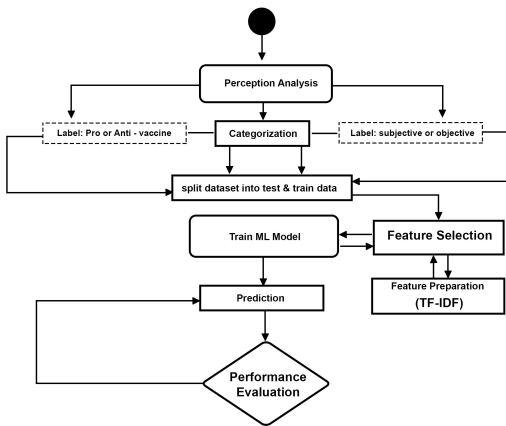 Perception Analysis
Label: Pro or Anti - vaccine
Categorization
Label: subjective or objective
split dataset into test & train data
Train ML Model
Feature Selection
Feature Preparation
(TF-IDF)
Prediction
Performance
Evaluation